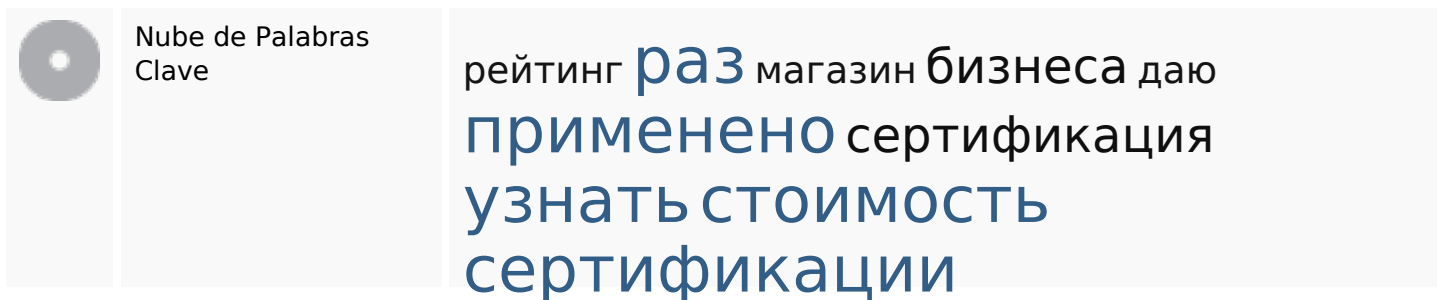 Nube de Palabras
Clave
рейтинг раз магазин бизнеса даю
применено сертификация
узнать стоимость
сертификации